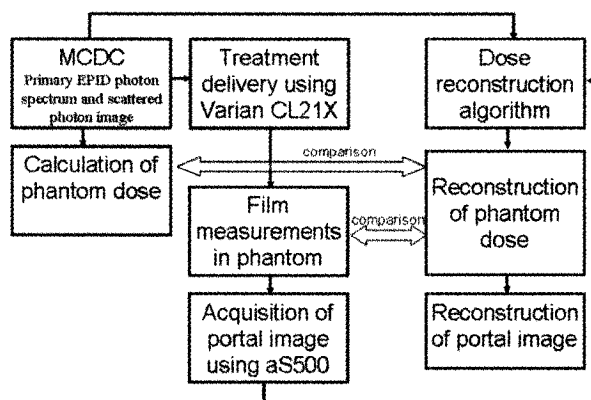 MCDC
Primary EPID photon
spectrum and scattered
photon image
Treatment
delivery using
Varian CL21X
Dose
reconstruction
algorithm
Calculation of
phantom dose
comparison
Reconstruction
of phantom
dose
Film
measurements
in phantom
comparison
Acquisition of
portal image
using aS500
Reconstruction
of portal image